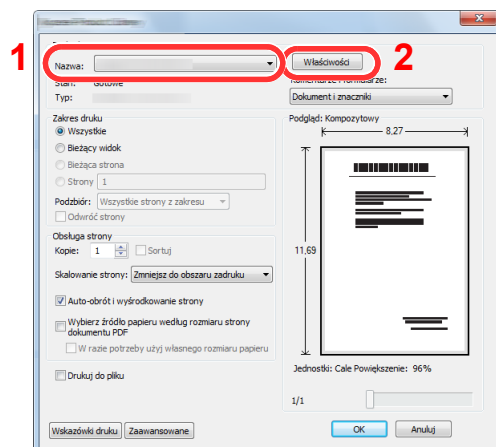 1
2
Nazwa:
Właściwości
Stan:
Gotowe
Komentarze i formularze:
Typ:
Dokument i znaczniki
Zakres druku
Wszystkie
Bieżący widok
Bieżąca strona
Strony 1
Podzbiór: Wszystkie strony z zakresu
Odwróć strony
Obsługa strony
Kopie: 1 Sortuj
Skalowanie strony: Zmniejsz do obszaru zadruku
Auto-obrót i wyśrodkowanie strony
Wybierz źródło papieru według rozmiaru strony
dokumentu PDF
W razie potrzeby użyj własnego rozmiaru papieru
Drukuj do pliku
Podgląd: Kompozytowy
8,27
11,69
Jednostki: Cale Powiększenie: 96%
1/1
Wskazówki druku Zaawansowane
OK Anuluj